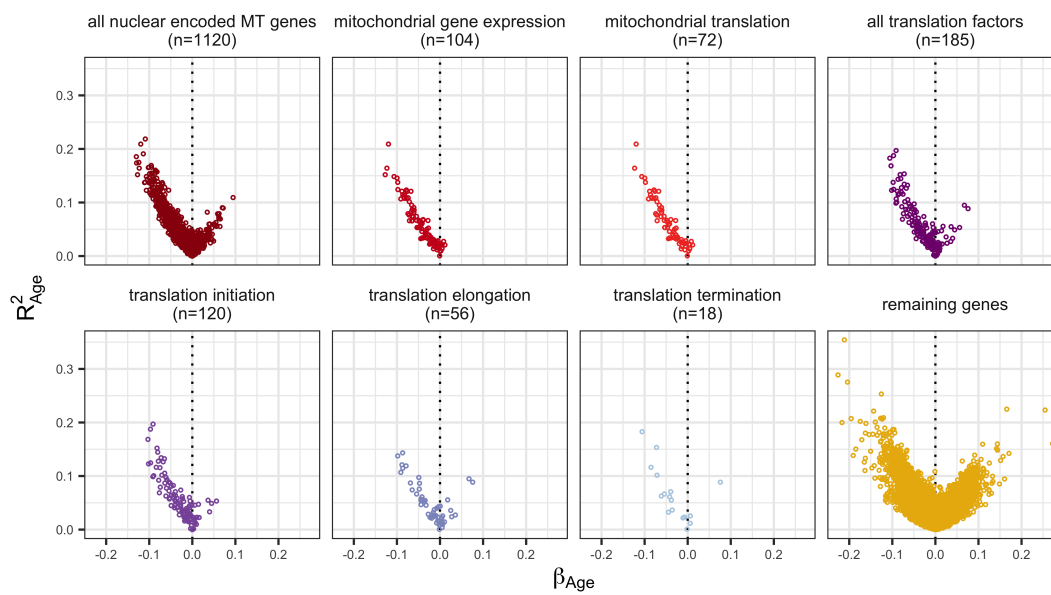 all nuclear encoded MT genes
(n=1120)
mitochondrial gene expression
(n=104)
mitochondrial translation
(n=72)
all translation factors
(n=185)
0.3
0.2
0.1
0.0
R²Age
translation initiation
(n=120)
translation elongation
(n=56)
translation termination
(n=18)
remaining genes
0.3
0.2
0.1
0.0
-0.2 -0.1 0.0 0.1 0.2
-0.2 -0.1 0.0 0.1 0.2
-0.2 -0.1 0.0 0.1 0.2
-0.2 -0.1 0.0 0.1 0.2
βAge